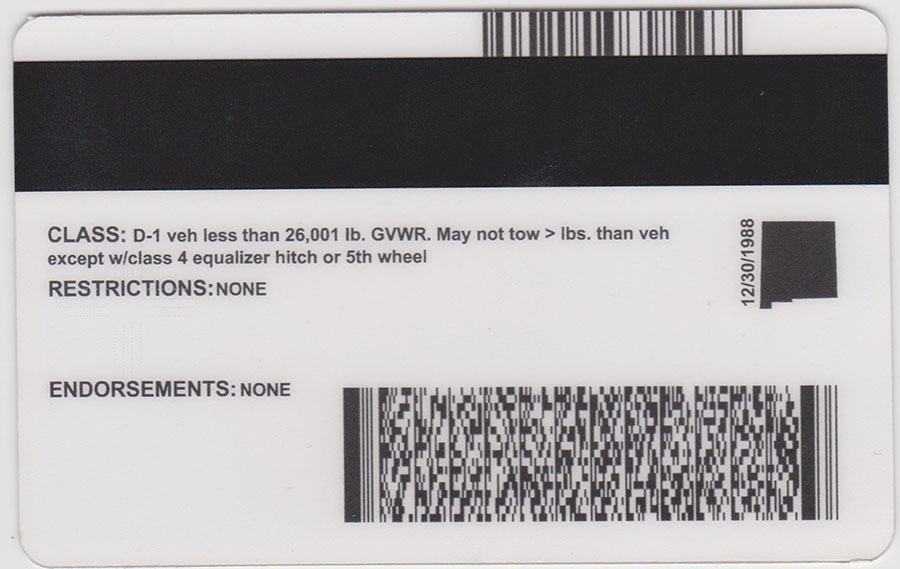 CLASS: D-1 veh less than 26,001 lb. GVWR. May not tow > lbs. than veh
except w/class 4 equalizer hitch or 5th wheel
RESTRICTIONS: NONE
12/30/1988
ENDORSEMENTS: NONE